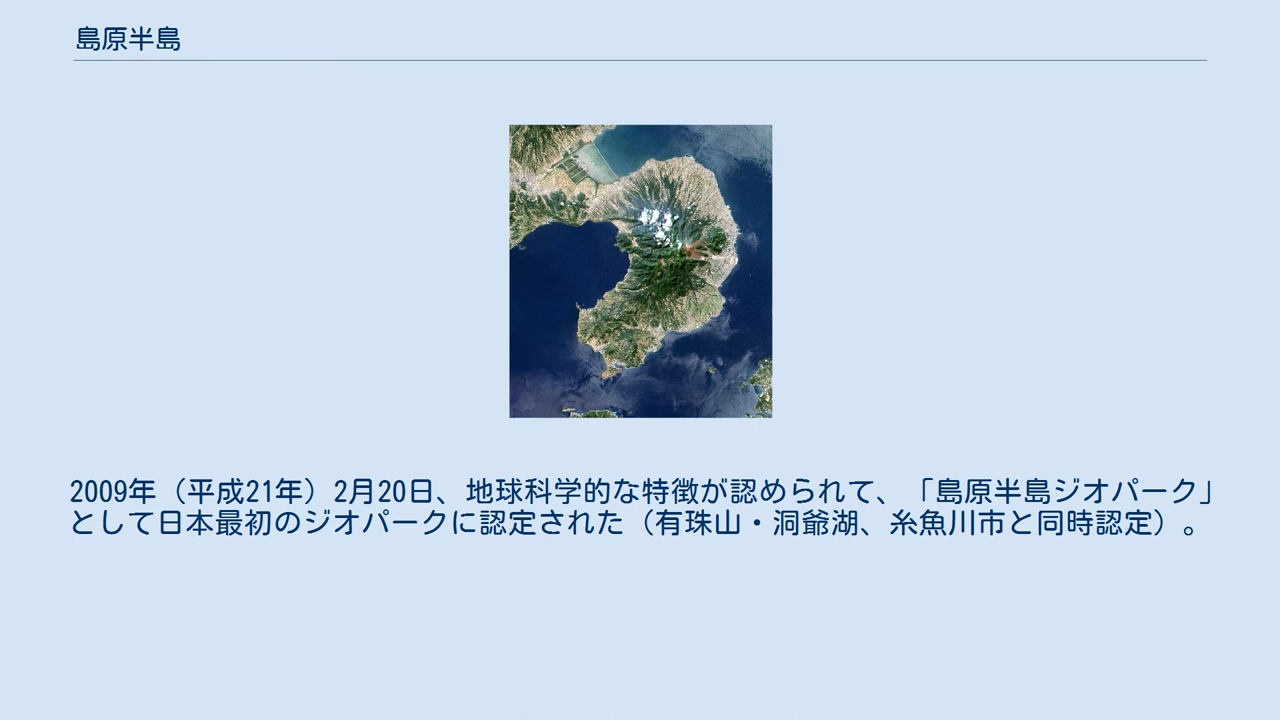 島原半島
2009年（平成21年）2月20日、地球科学的な特徴が認められて、「島原半島ジオパーク」
として日本最初のジオパークに認定された（有珠山・洞爺湖、糸魚川市と同時認定）。